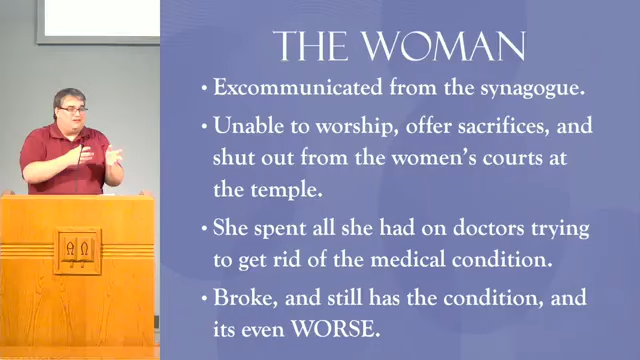 THE WOMAN
• Excommunicated from the synagogue.
• Unable to worship, offer sacrifices, and
shut out from the women's courts at
the temple.
• She spent all she had on doctors trying
to get rid of the medical condition.
• Broke, and still has the condition, and
its even WORSE.
Α Ω